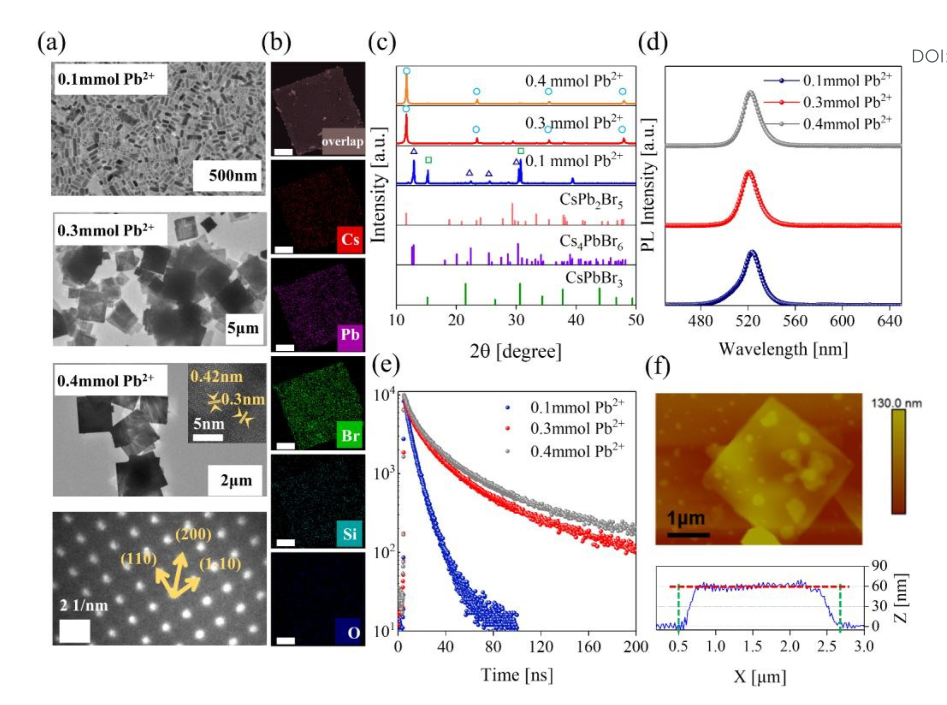 (a)
0.1mmol Pb²⁺
500nm
0.3mmol Pb²⁺
5μm
0.4mmol Pb²⁺
0.42nm
0.3nm
5nm
2μm
(200)
(110)
(1-10)
2 1/nm
(b)
overlap
Cs
Pb
Br
Si
O
(c)
0.4 mmol Pb²⁺
0.3 mmol Pb²⁺
0.1 mmol Pb²⁺
CsPb₂Br₅
Cs₄PbBr₆
CsPbBr₃
Intensity [a.u.]
10 20 30 40 50
2θ [degree]
(d)
DOI:
0.1mmol Pb²⁺
0.3mmol Pb²⁺
0.4mmol Pb²⁺
PL Intensity [a.u.]
480 520 560 600 640
Wavelength [nm]
(e)
10⁴
10³
10²
10¹
0.1mmol Pb²⁺
0.3mmol Pb²⁺
0.4mmol Pb²⁺
0 40 80 120 160 200
Time [ns]
(f)
130.0 nm
1μm
90
60
30
0
Z [nm]
0.5 1.0 1.5 2.0 2.5 3.0
X [μm]